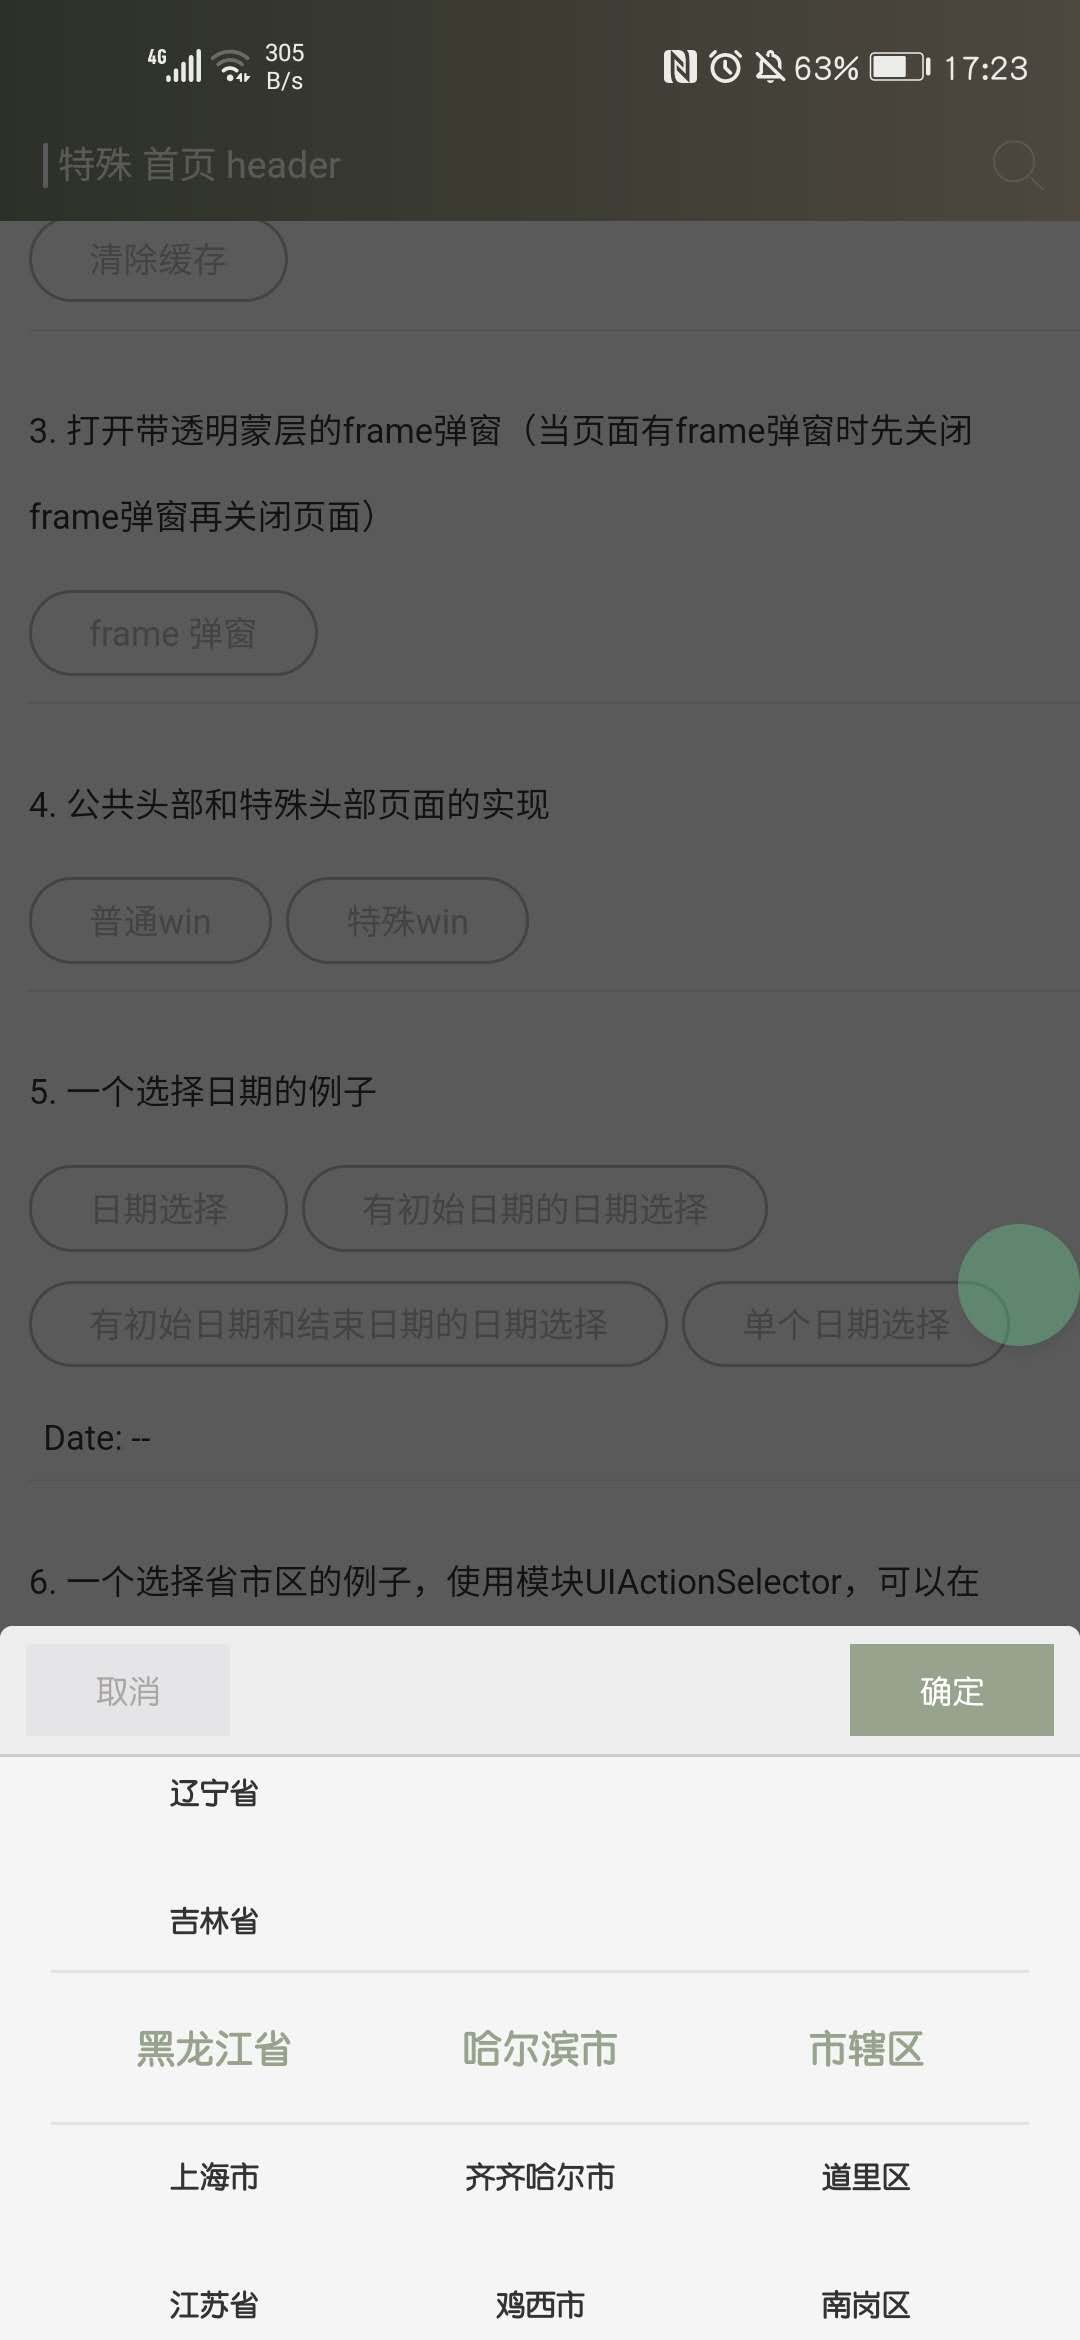 4G 305 B/s 63% 17:23
特殊 首页 header
清除缓存
3. 打开带透明蒙层的frame弹窗（当页面有frame弹窗时先关闭
frame弹窗再关闭页面）
frame 弹窗
4. 公共头部和特殊头部页面的实现
普通win 特殊win
5. 一个选择日期的例子
日期选择 有初始日期的日期选择
有初始日期和结束日期的日期选择 单个日期选择
Date: --
6. 一个选择省市区的例子，使用模块UIActionSelector，可以在
取消 确定
辽宁省
吉林省
黑龙江省 哈尔滨市 市辖区
上海市 齐齐哈尔市 道里区
江苏省 鸡西市 南岗区